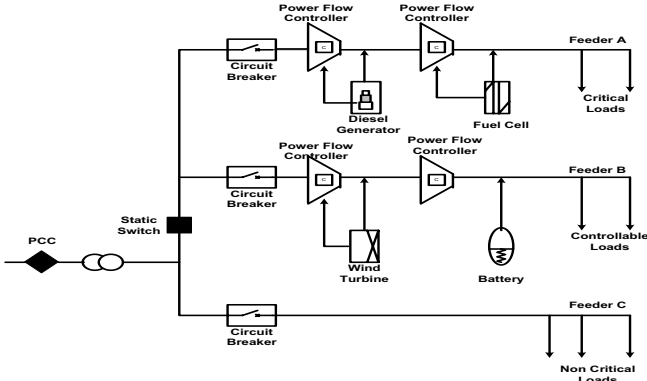 Power Flow
Controller
Power Flow
Controller
Feeder A
C
C
Circuit
Breaker
Diesel
Generator
Fuel Cell
Critical
Loads
Power Flow
Controller
Power Flow
Controller
Feeder B
C
C
Circuit
Breaker
Static
Switch
PCC
Wind
Turbine
Battery
Controllable
Loads
Feeder C
Circuit
Breaker
Non Critical
Loads